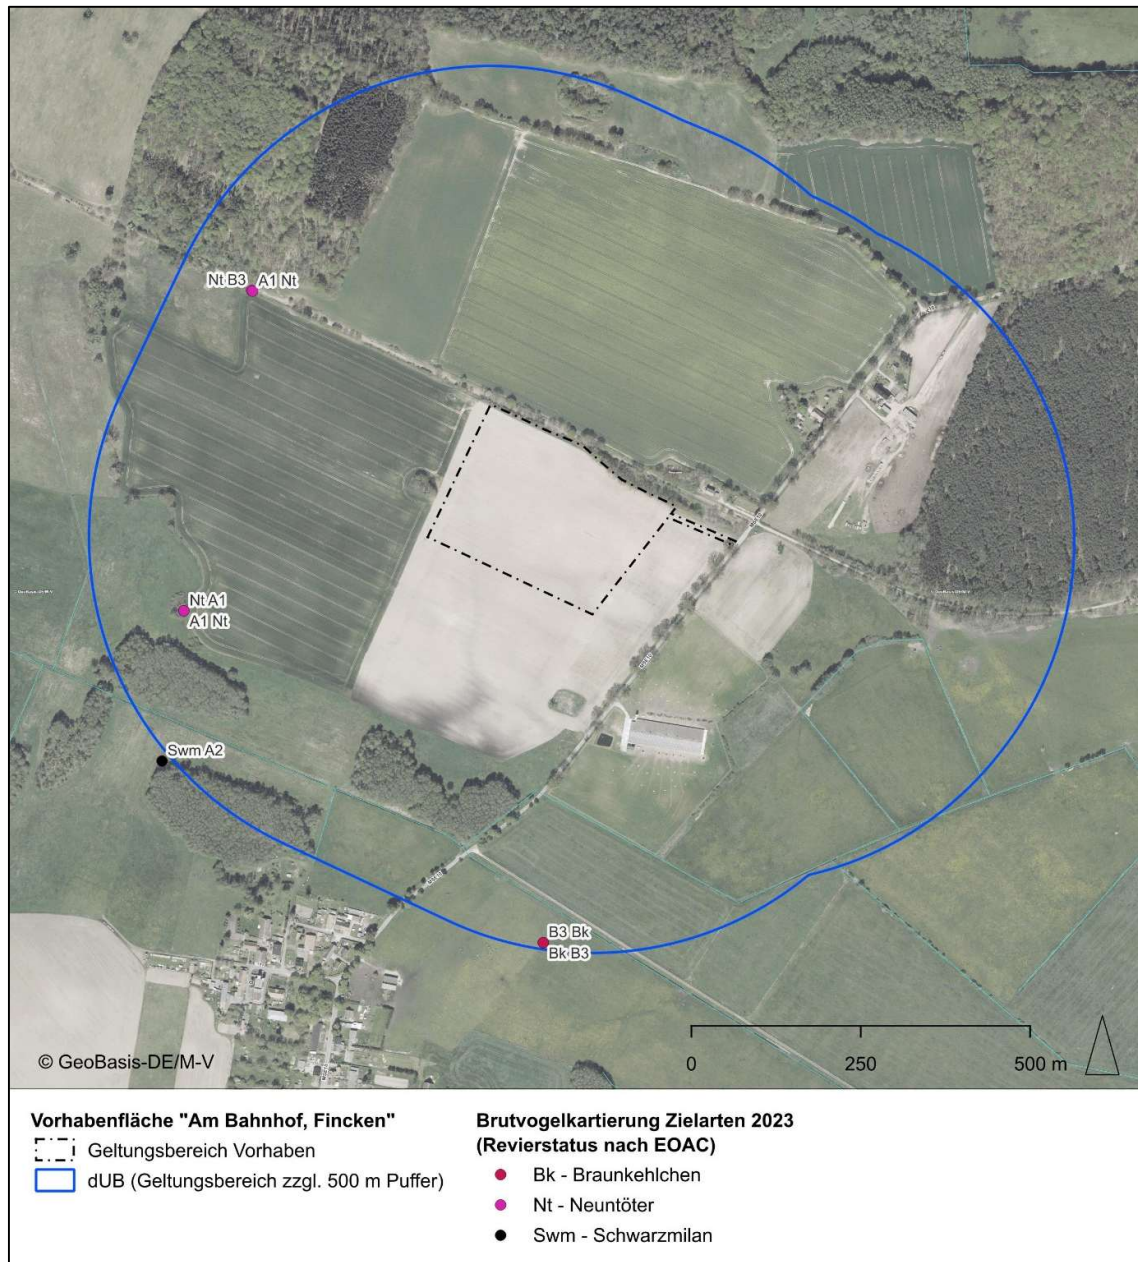 Nt B3 A1 Nt
Nt A1
A1 Nt
Swm A2
B3 Bk
Bk B3
© GeoBasis-DE/M-V
0 250 500 m
Vorhabenfläche "Am Bahnhof, Fincken"
Geltungsbereich Vorhaben
dUB (Geltungsbereich zzgl. 500 m Puffer)
Brutvogelkartierung Zielarten 2023
(Revierstatus nach EOAC)
Bk - Braunkehlchen
Nt - Neuntöter
Swm - Schwarzmilan